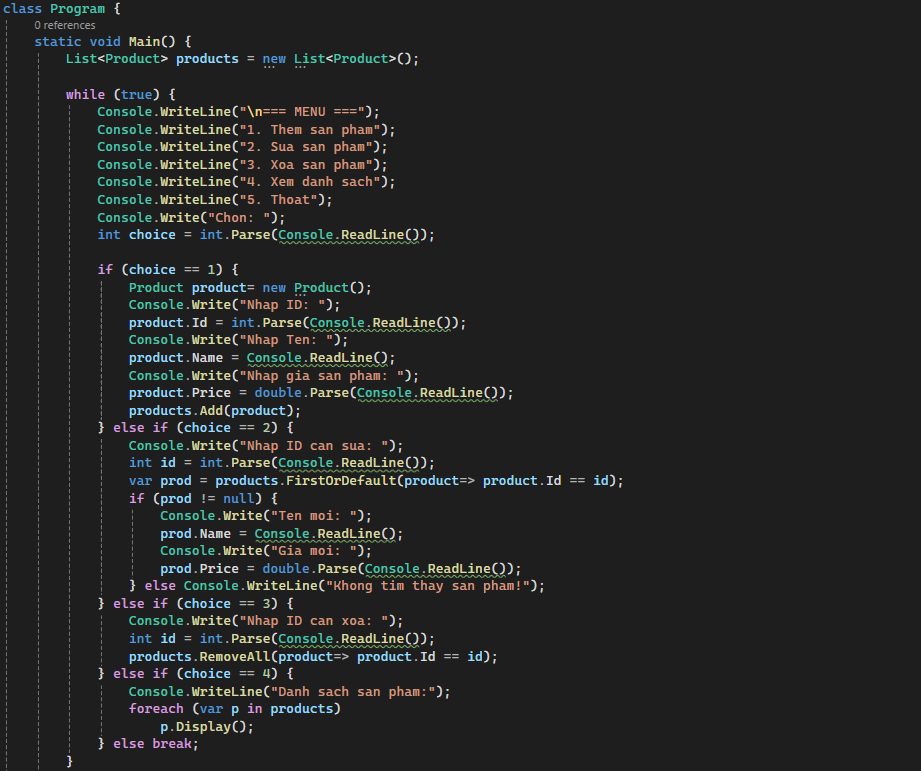 class Program {
0 references
static void Main() {
List<Product> products = new List<Product>();
while (true) {
Console.WriteLine("\n=== MENU ===");
Console.WriteLine("1. Them san pham");
Console.WriteLine("2. Sua san pham");
Console.WriteLine("3. Xoa san pham");
Console.WriteLine("4. Xem danh sach");
Console.WriteLine("5. Thoat");
Console.Write("Chon: ");
int choice = int.Parse(Console.ReadLine());
if (choice == 1) {
Product product= new Product();
Console.Write("Nhap ID: ");
product.Id = int.Parse(Console.ReadLine());
Console.Write("Nhap Ten: ");
product.Name = Console.ReadLine();
Console.Write("Nhap gia san pham: ");
product.Price = double.Parse(Console.ReadLine());
products.Add(product);
} else if (choice == 2) {
Console.Write("Nhap ID can sua: ");
int id = int.Parse(Console.ReadLine());
var prod = products.FirstOrDefault(product=> product.Id == id);
if (prod != null) {
Console.Write("Ten moi: ");
prod.Name = Console.ReadLine();
Console.Write("Gia moi: ");
prod.Price = double.Parse(Console.ReadLine());
} else Console.WriteLine("Khong tim thay san pham!");
} else if (choice == 3) {
Console.Write("Nhap ID can xoa: ");
int id = int.Parse(Console.ReadLine());
products.RemoveAll(product=> product.Id == id);
} else if (choice == 4) {
Console.WriteLine("Danh sach san pham:");
foreach (var p in products)
p.Display();
} else break;
}